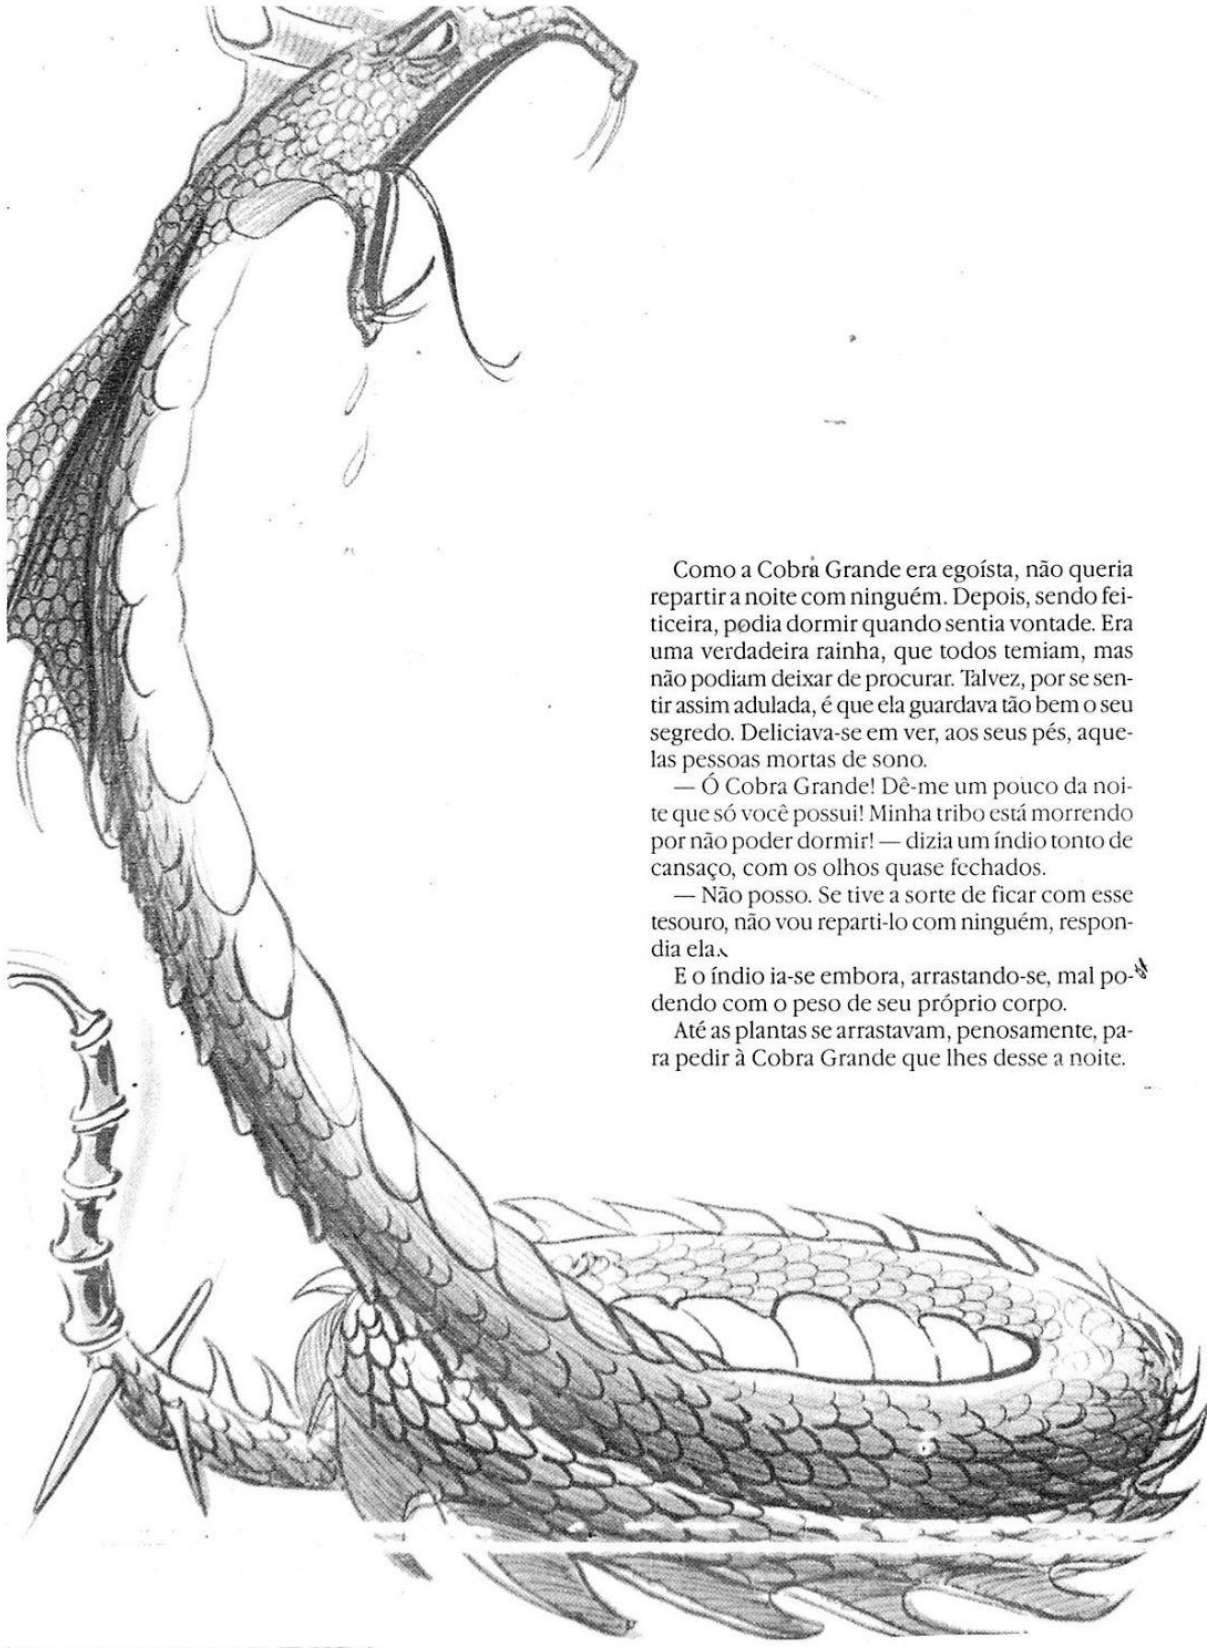 Como a Cobra Grande era egoísta, não queria
repartir a noite com ninguém. Depois, sendo fei-
ticeira, podia dormir quando sentia vontade. Era
uma verdadeira rainha, que todos temiam, mas
não podiam deixar de procurar. Talvez, por se sen-
tir assim adulada, é que ela guardava tão bem o seu
segredo. Deliciava-se em ver, aos seus pés, aque-
las pessoas mortas de sono.
— Ó Cobra Grande! Dê-me um pouco da noi-
te que só você possui! Minha tribo está morrendo
por não poder dormir! — dizia um índio tonto de
cansaço, com os olhos quase fechados.
— Não posso. Se tive a sorte de ficar com esse
tesouro, não vou reparti-lo com ninguém, respon-
dia ela.
E o índio ia-se embora, arrastando-se, mal po-
dendo com o peso de seu próprio corpo.
Até as plantas se arrastavam, penosamente, pa-
ra pedir à Cobra Grande que lhes desse a noite.